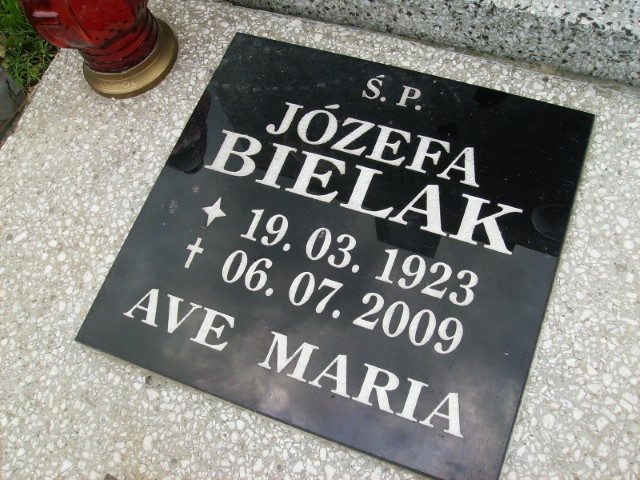 Ś. P.
JÓZEFA
BIELAK
19. 03. 1923
06. 07. 2009
AVE MARIA